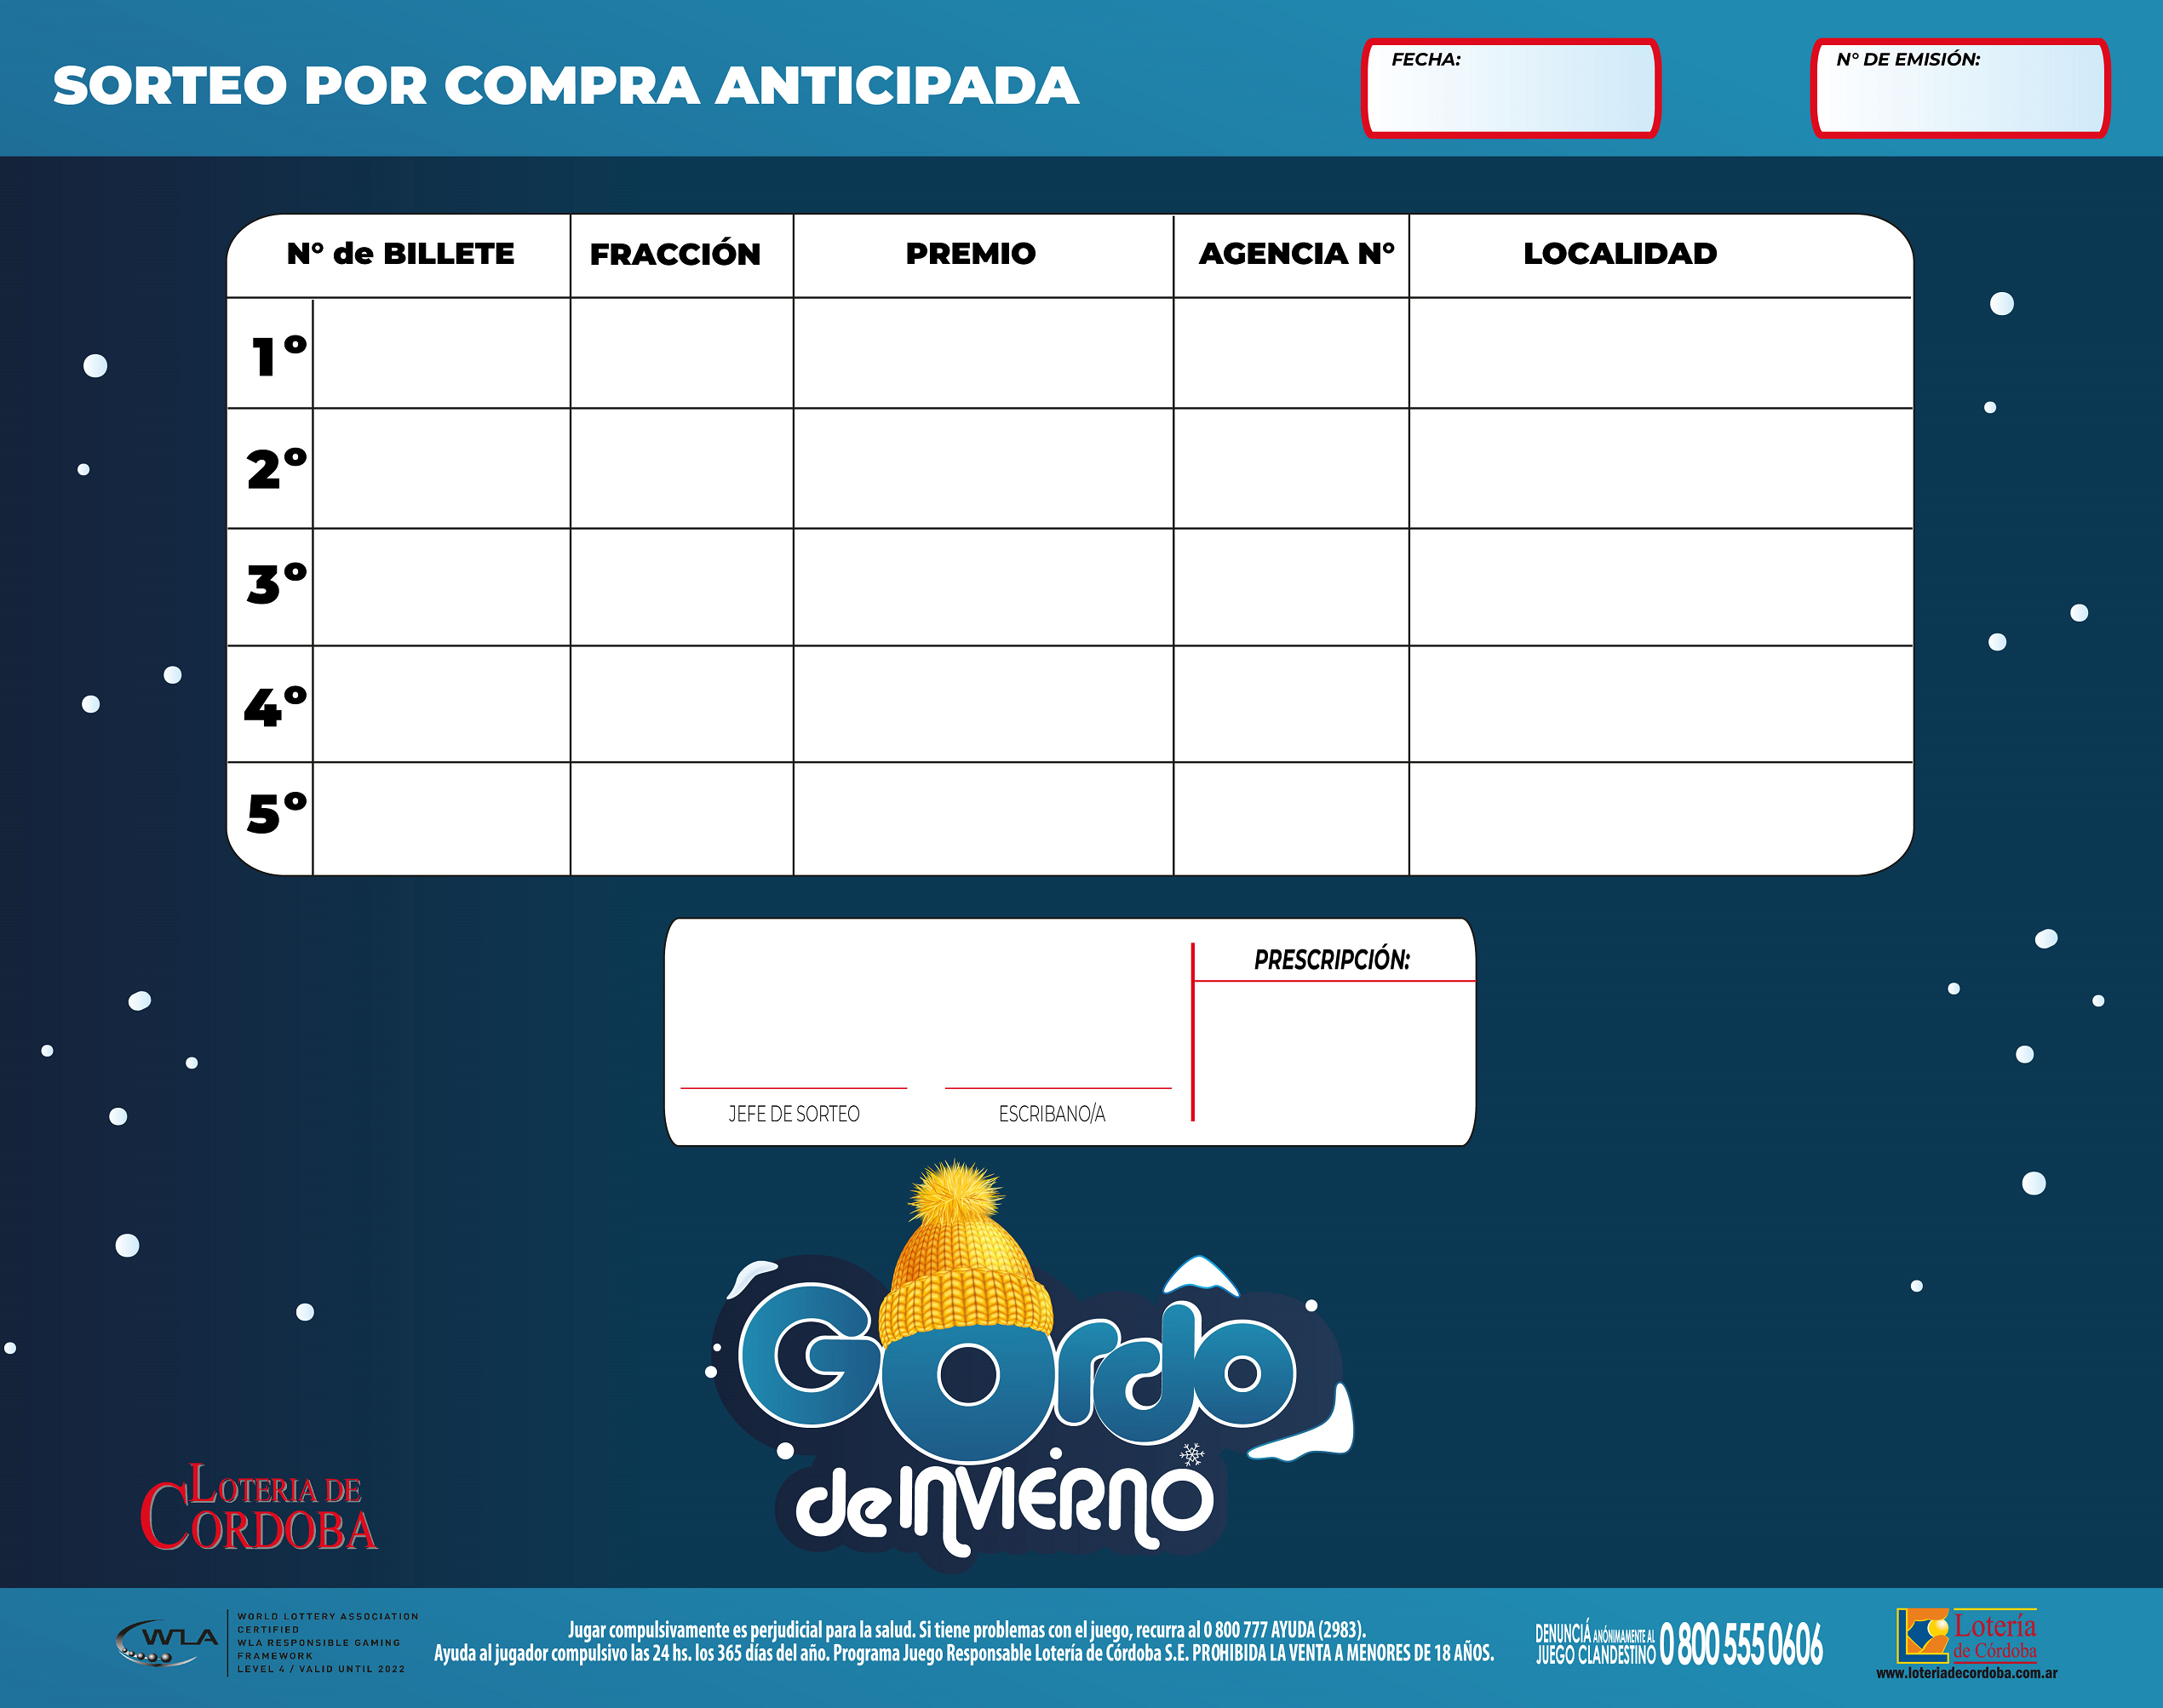 SORTEO POR COMPRA ANTICIPADA
FECHA:
N° DE EMISIÓN:
N° de BILLETE FRACCIÓN PREMIO AGENCIA N° LOCALIDAD
1°
2°
3°
4°
5°
PRESCRIPCIÓN:
JEFE DE SORTEO ESCRIBANO/A
GORDO
de INVIERNO
LOTERIA DE
CORDOBA
WLA
WORLD LOTTERY ASSOCIATION
CERTIFIED
WLA RESPONSIBLE GAMING
FRAMEWORK
LEVEL 4 / VALID UNTIL 2022
Jugar compulsivamente es perjudicial para la salud. Si tiene problemas con el juego, recurra al 0 800 777 AYUDA (2983).
Ayuda al jugador compulsivo las 24 hs. los 365 días del año. Programa Juego Responsable Lotería de Córdoba S.E. PROHIBIDA LA VENTA A MENORES DE 18 AÑOS.
DENUNCIÁ ANÓNIMAMENTE AL
JUEGO CLANDESTINO 0 800 555 0606
Lotería
de Córdoba
www.loteriadecordoba.com.ar